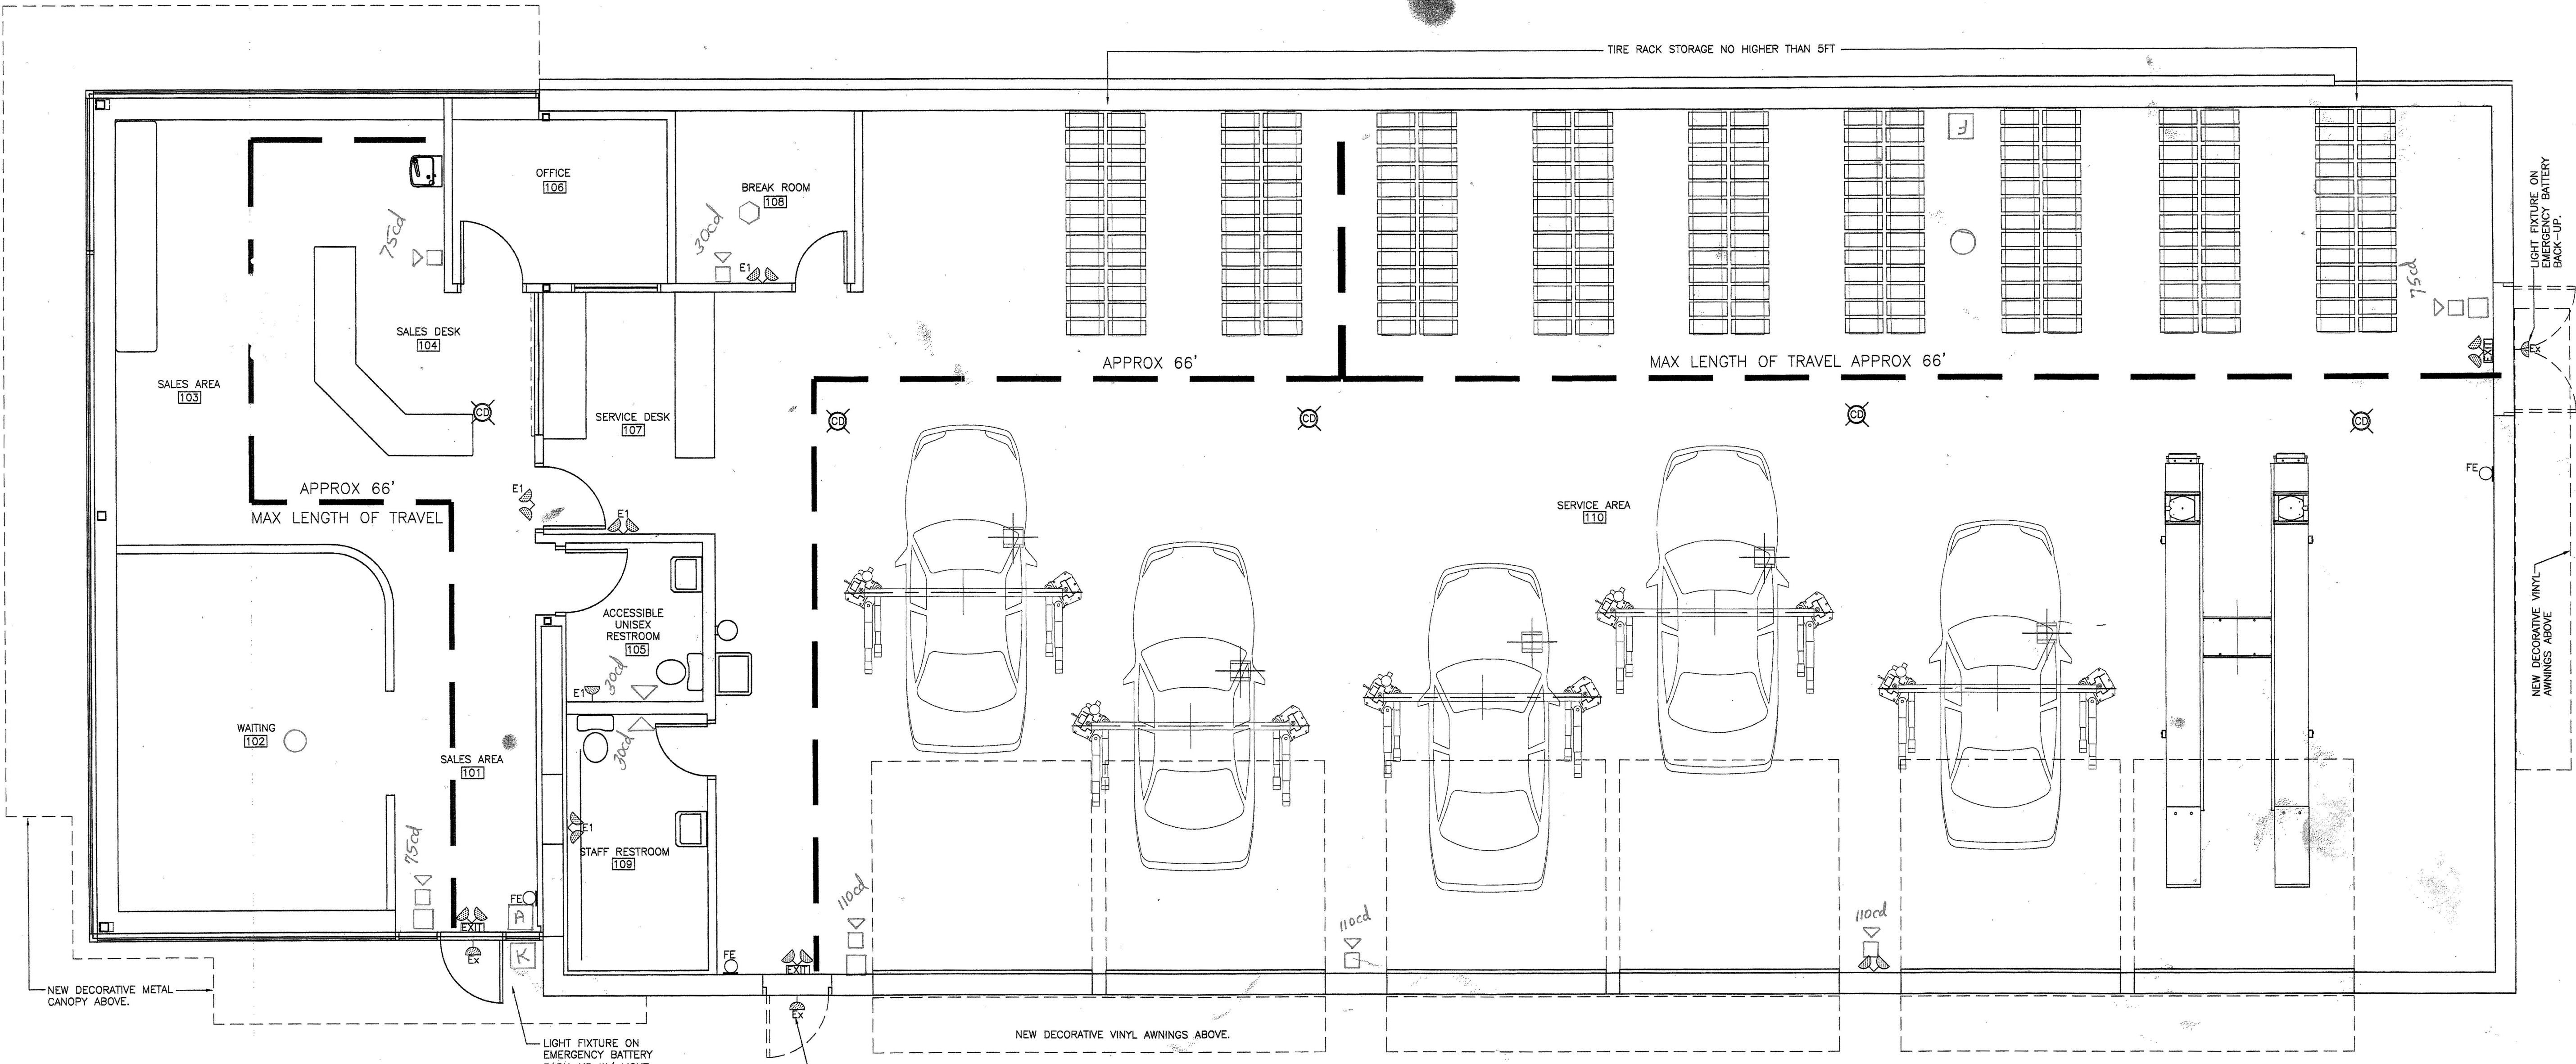 TIRE RACK STORAGE NO HIGHER THAN 5FT
OFFICE
106
BREAK ROOM
108
30cd
E1
75cd
F
LIGHT FIXTURE ON
EMERGENCY BATTERY
BACK-UP.
SALES DESK
104
SALES AREA
103
CD
SERVICE DESK
107
APPROX 66'
MAX LENGTH OF TRAVEL APPROX 66'
75cd
EXIT
Ex
CD
CD
CD
CD
FE
APPROX 66'
MAX LENGTH OF TRAVEL
E1
E1
SERVICE AREA
110
ACCESSIBLE
UNISEX
RESTROOM
105
E1
30cd
30cd
NEW DECORATIVE VINYL
AWNINGS ABOVE
WAITING
102
SALES AREA
101
E1
STAFF RESTROOM
109
75cd
FE
A
EXIT
Ex
K
110cd
110cd
110cd
FE
EXIT
Ex
NEW DECORATIVE METAL
CANOPY ABOVE.
LIGHT FIXTURE ON
EMERGENCY BATTERY
NEW DECORATIVE VINYL AWNINGS ABOVE.